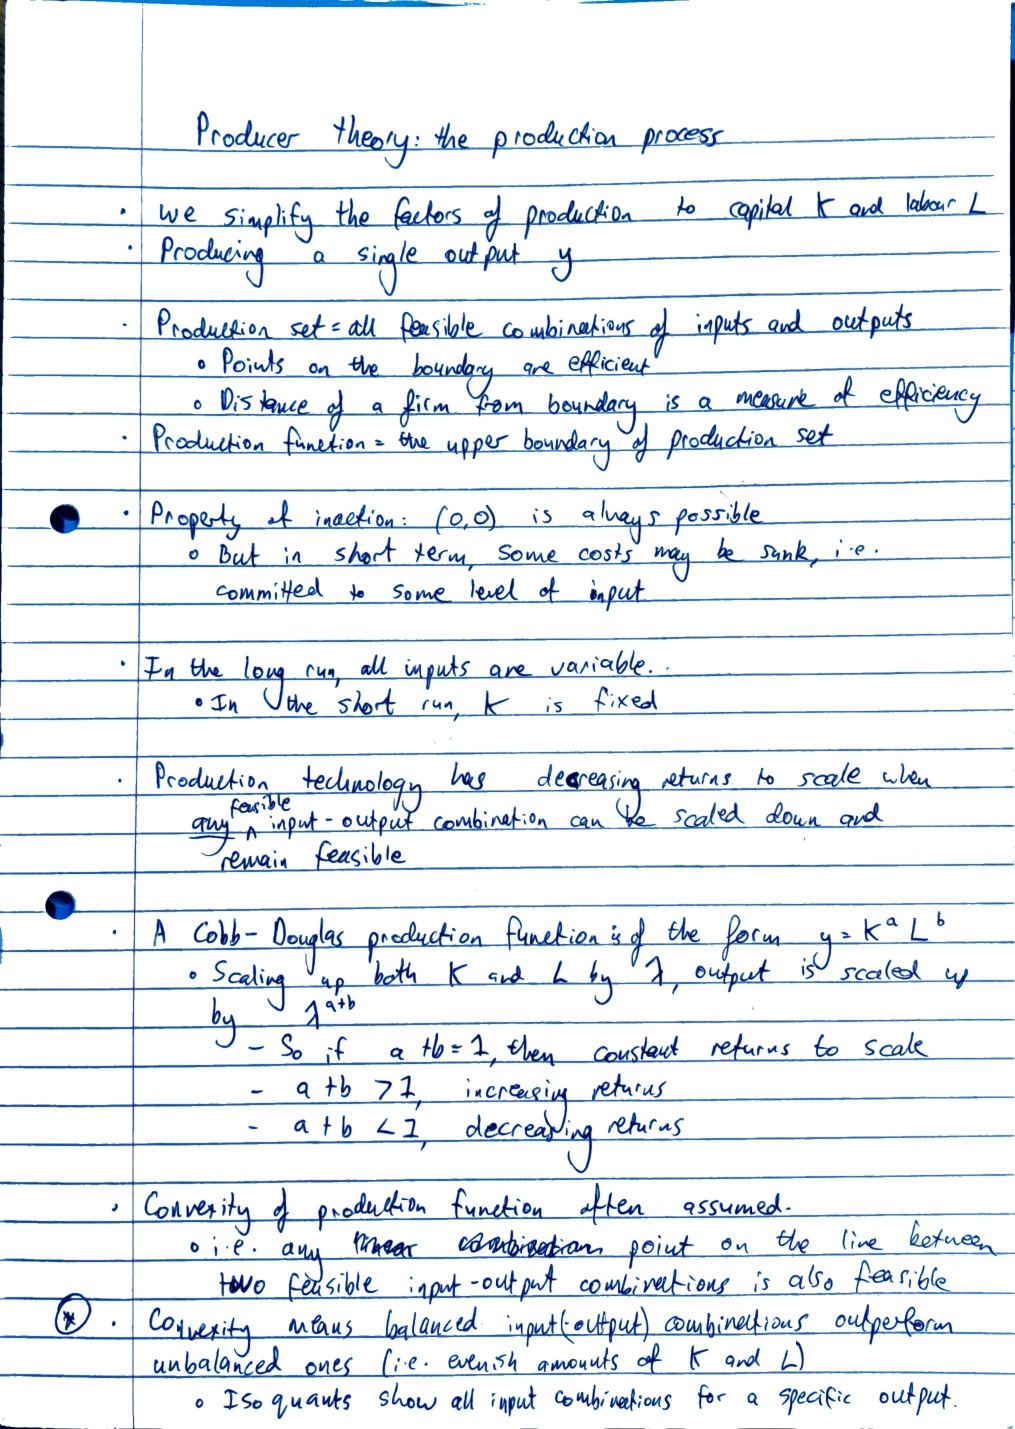 Producer theory: the production process
· We simplify the factors of production to capital K and labour L
· Producing a single output y
· Production set = all feasible combinations of inputs and outputs
∘ Points on the boundary are efficient
∘ Distance of a firm from boundary is a measure of efficiency
· Production function = the upper boundary of production set
· Property of inaction: (0,0) is always possible
∘ But in short term, some costs may be sunk, i.e.
committed to some level of input
· In the long run, all inputs are variable.
∘ In the short run, K is fixed
· Production technology has decreasing returns to scale when
any feasible input-output combination can be scaled down and
remain feasible
· A Cobb-Douglas production function is of the form y = K^a L^b
∘ Scaling up both K and L by λ, output is scaled up
by λ^a+b
- So if a+b=1, then constant returns to scale
- a+b >1, increasing returns
- a+b <1, decreasing returns
· Convexity of production function often assumed.
∘ i.e. any linear combination point on the line between
two feasible input-output combinations is also feasible
* · Convexity means balanced input(-output) combinations outperform
unbalanced ones (i.e. evenish amounts of K and L)
∘ Isoquants show all input combinations for a specific output.